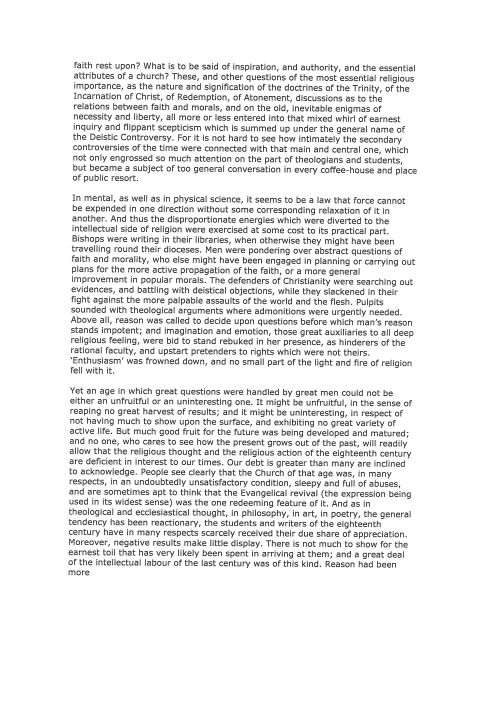 faith rest upon? What is to be said of inspiration, and authority, and the essential
attributes of a church? These, and other questions of the most essential religious
importance, as the nature and signification of the doctrines of the Trinity, of the
Incarnation of Christ, of Redemption, of Atonement, discussions as to the
relations between faith and morals, and on the old, inevitable enigmas of
necessity and liberty, all more or less entered into that mixed whirl of earnest
inquiry and flippant scepticism which is summed up under the general name of
the Deistic Controversy. For it is not hard to see how intimately the secondary
controversies of the time were connected with that main and central one, which
not only engrossed so much attention on the part of theologians and students,
but became a subject of too general conversation in every coffee-house and place
of public resort.

In mental, as well as in physical science, it seems to be a law that force cannot
be expended in one direction without some corresponding relaxation of it in
another. And thus the disproportionate energies which were diverted to the
intellectual side of religion were exercised at some cost to its practical part.
Bishops were writing in their libraries, when otherwise they might have been
travelling round their dioceses. Men were pondering over abstract questions of
faith and morality, who else might have been engaged in planning or carrying out
plans for the more active propagation of the faith, or a more general
improvement in popular morals. The defenders of Christianity were searching out
evidences, and battling with deistical objections, while they slackened in their
fight against the more palpable assaults of the world and the flesh. Pulpits
sounded with theological arguments where admonitions were urgently needed.
Above all, reason was called to decide upon questions before which man's reason
stands impotent; and imagination and emotion, those great auxiliaries to all deep
religious feeling, were bid to stand rebuked in her presence, as hinderers of the
rational faculty, and upstart pretenders to rights which were not theirs.
'Enthusiasm' was frowned down, and no small part of the light and fire of religion
fell with it.

Yet an age in which great questions were handled by great men could not be
either an unfruitful or an uninteresting one. It might be unfruitful, in the sense of
reaping no great harvest of results; and it might be uninteresting, in respect of
not having much to show upon the surface, and exhibiting no great variety of
active life. But much good fruit for the future was being developed and matured;
and no one, who cares to see how the present grows out of the past, will readily
allow that the religious thought and the religious action of the eighteenth century
are deficient in interest to our times. Our debt is greater than many are inclined
to acknowledge. People see clearly that the Church of that age was, in many
respects, in an undoubtedly unsatisfactory condition, sleepy and full of abuses,
and are sometimes apt to think that the Evangelical revival (the expression being
used in its widest sense) was the one redeeming feature of it. And as in
theological and ecclesiastical thought, in philosophy, in art, in poetry, the general
tendency has been reactionary, the students and writers of the eighteenth
century have in many respects scarcely received their due share of appreciation.
Moreover, negative results make little display. There is not much to show for the
earnest toil that has very likely been spent in arriving at them; and a great deal
of the intellectual labour of the last century was of this kind. Reason had been
more